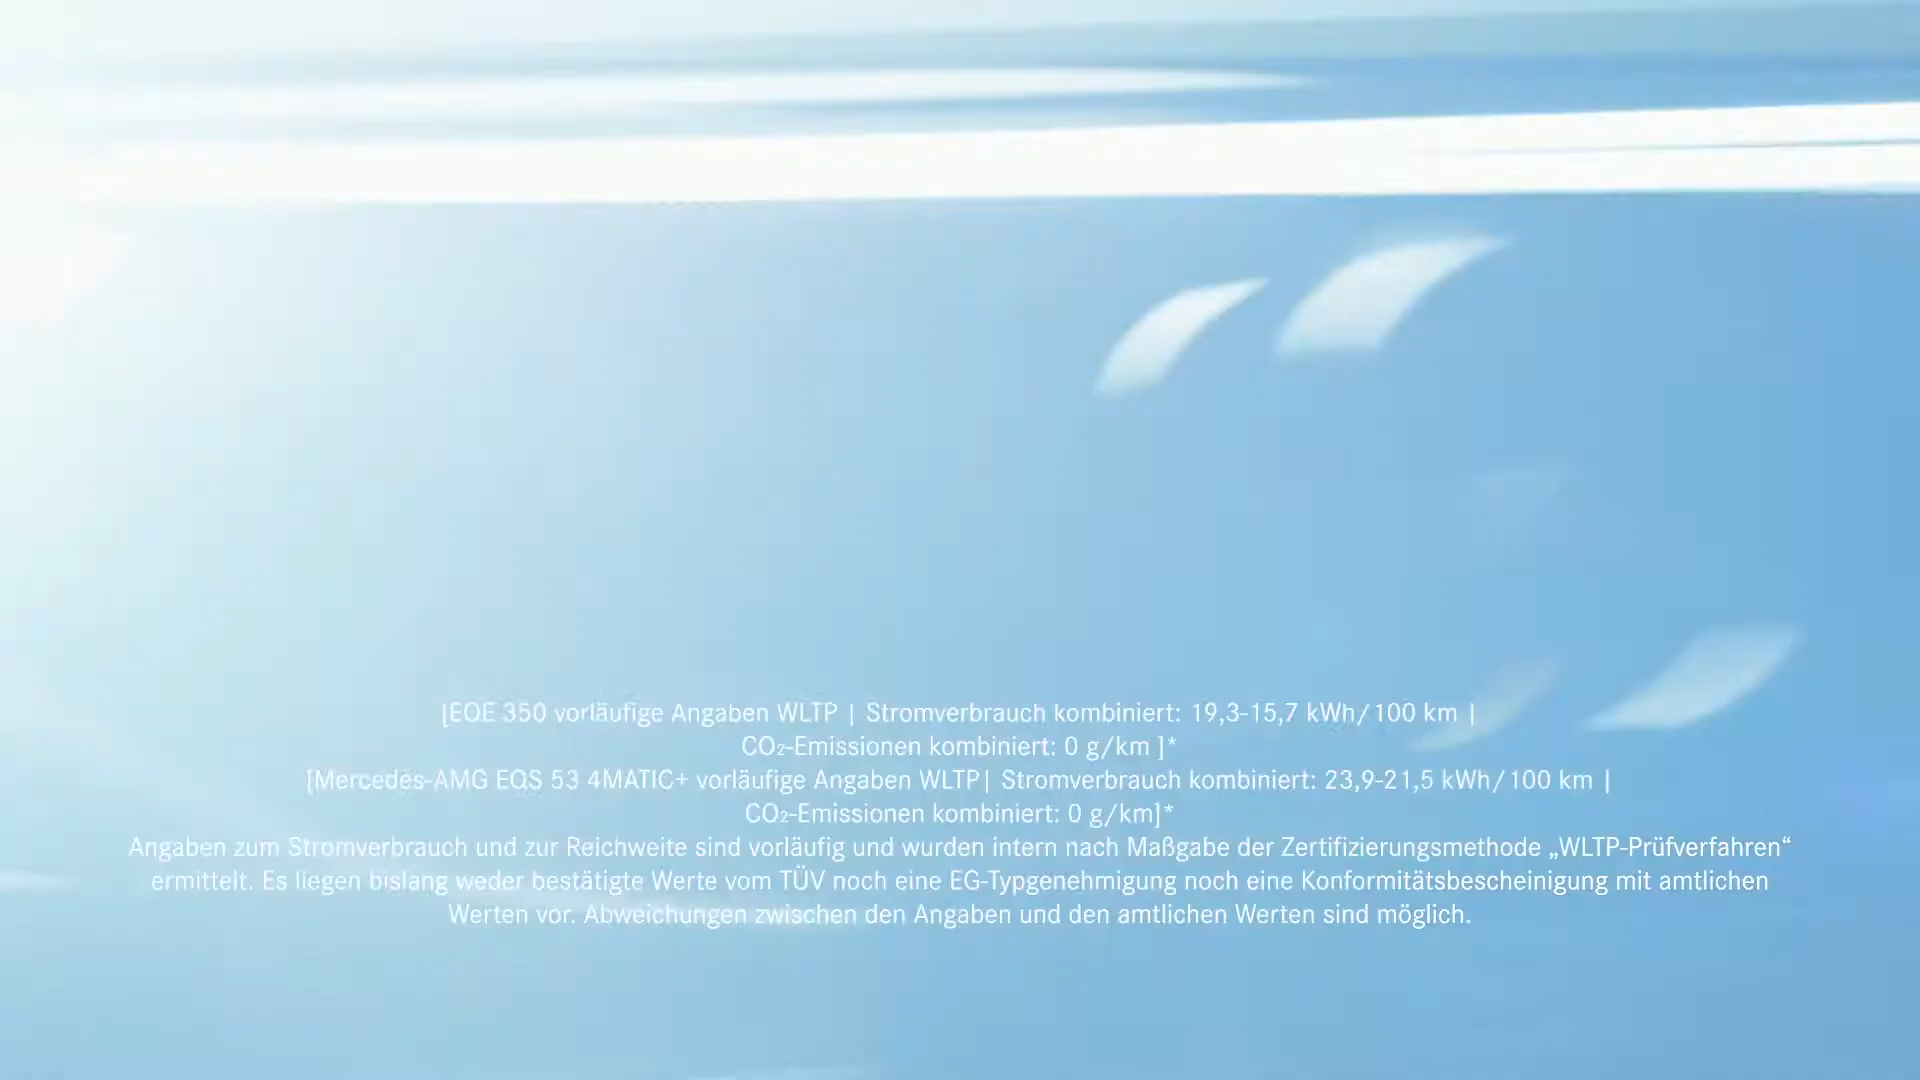 [EQE 350 vorläufige Angaben WLTP | Stromverbrauch kombiniert: 19,3-15,7 kWh/100 km |
CO₂-Emissionen kombiniert: 0 g/km ]*
[Mercedes-AMG EQS 53 4MATIC+ vorläufige Angaben WLTP| Stromverbrauch kombiniert: 23,9-21,5 kWh/100 km |
CO₂-Emissionen kombiniert: 0 g/km]*
Angaben zum Stromverbrauch und zur Reichweite sind vorläufig und wurden intern nach Maßgabe der Zertifizierungsmethode „WLTP-Prüfverfahren“
ermittelt. Es liegen bislang weder bestätigte Werte vom TÜV noch eine EG-Typgenehmigung noch eine Konformitätsbescheinigung mit amtlichen
Werten vor. Abweichungen zwischen den Angaben und den amtlichen Werten sind möglich.